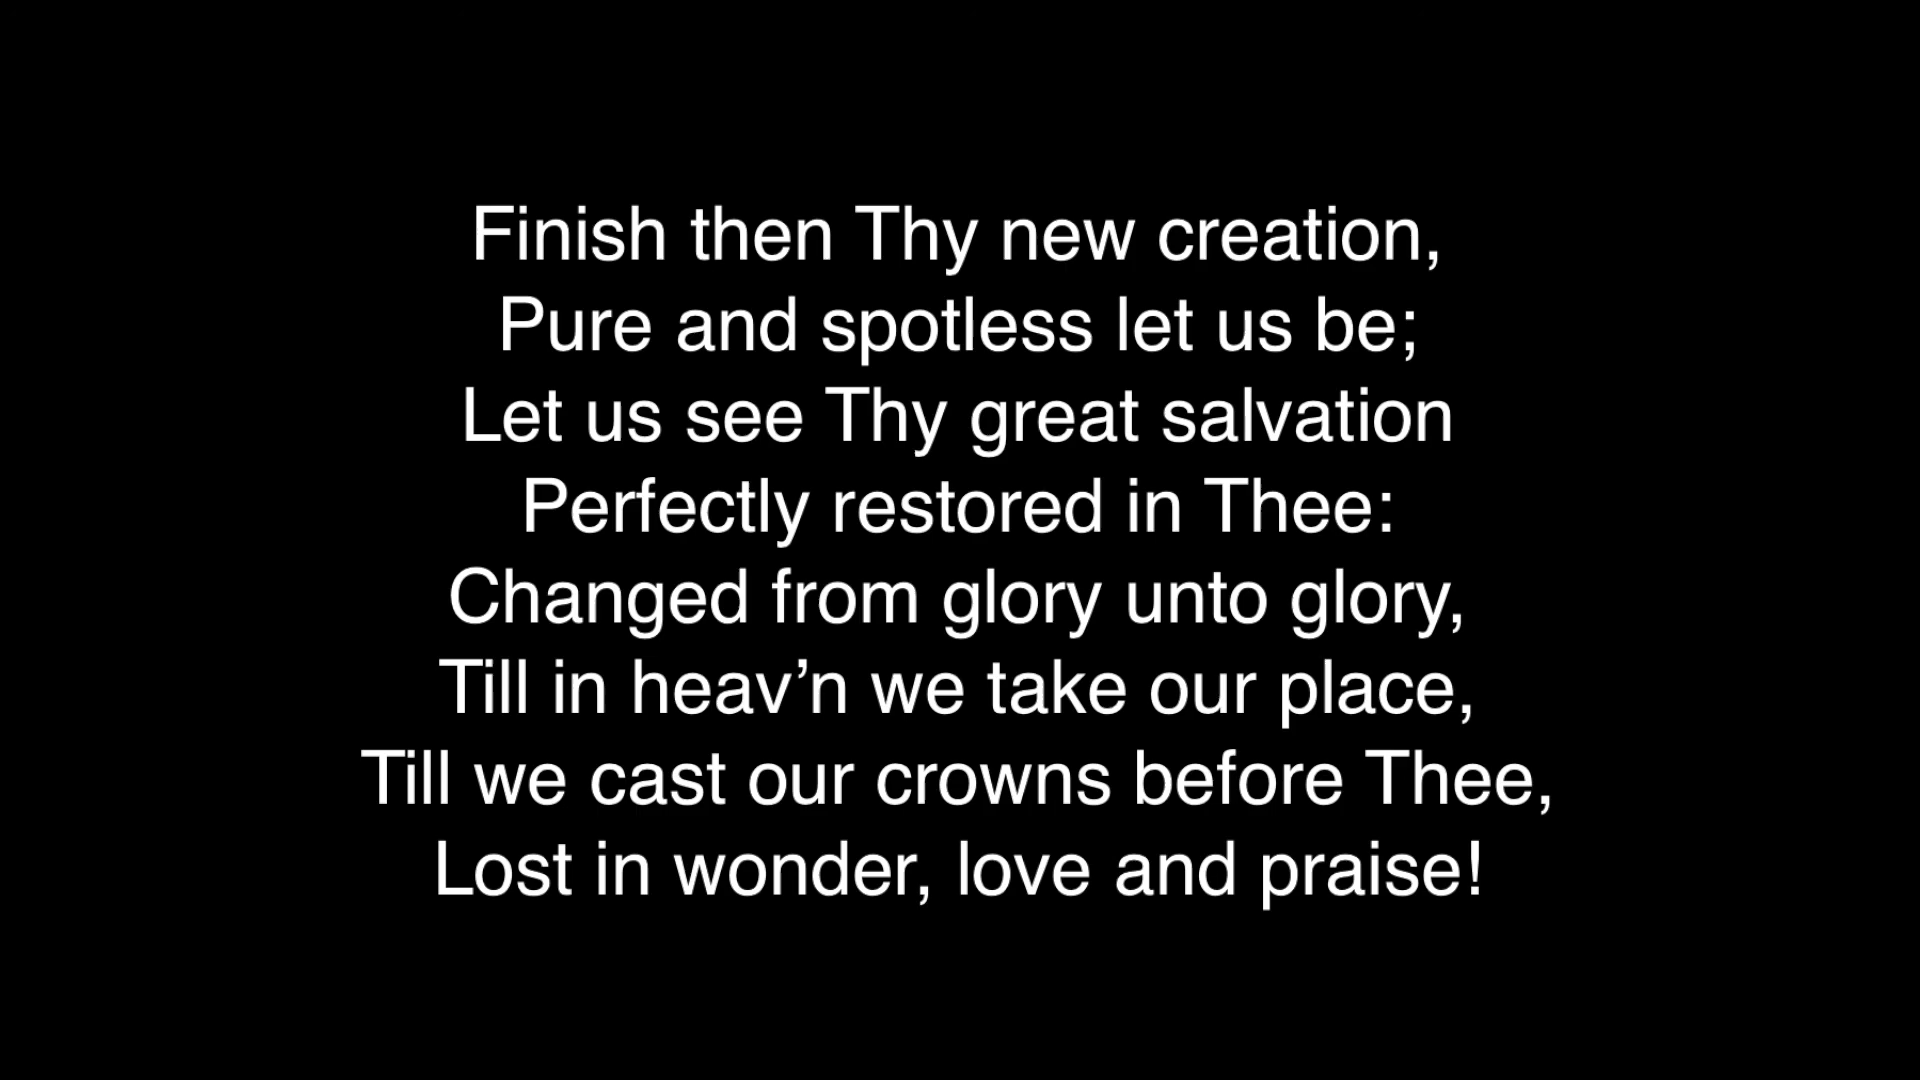 Finish then Thy new creation,
Pure and spotless let us be;
Let us see Thy great salvation
Perfectly restored in Thee:
Changed from glory unto glory,
Till in heav’n we take our place,
Till we cast our crowns before Thee,
Lost in wonder, love and praise!